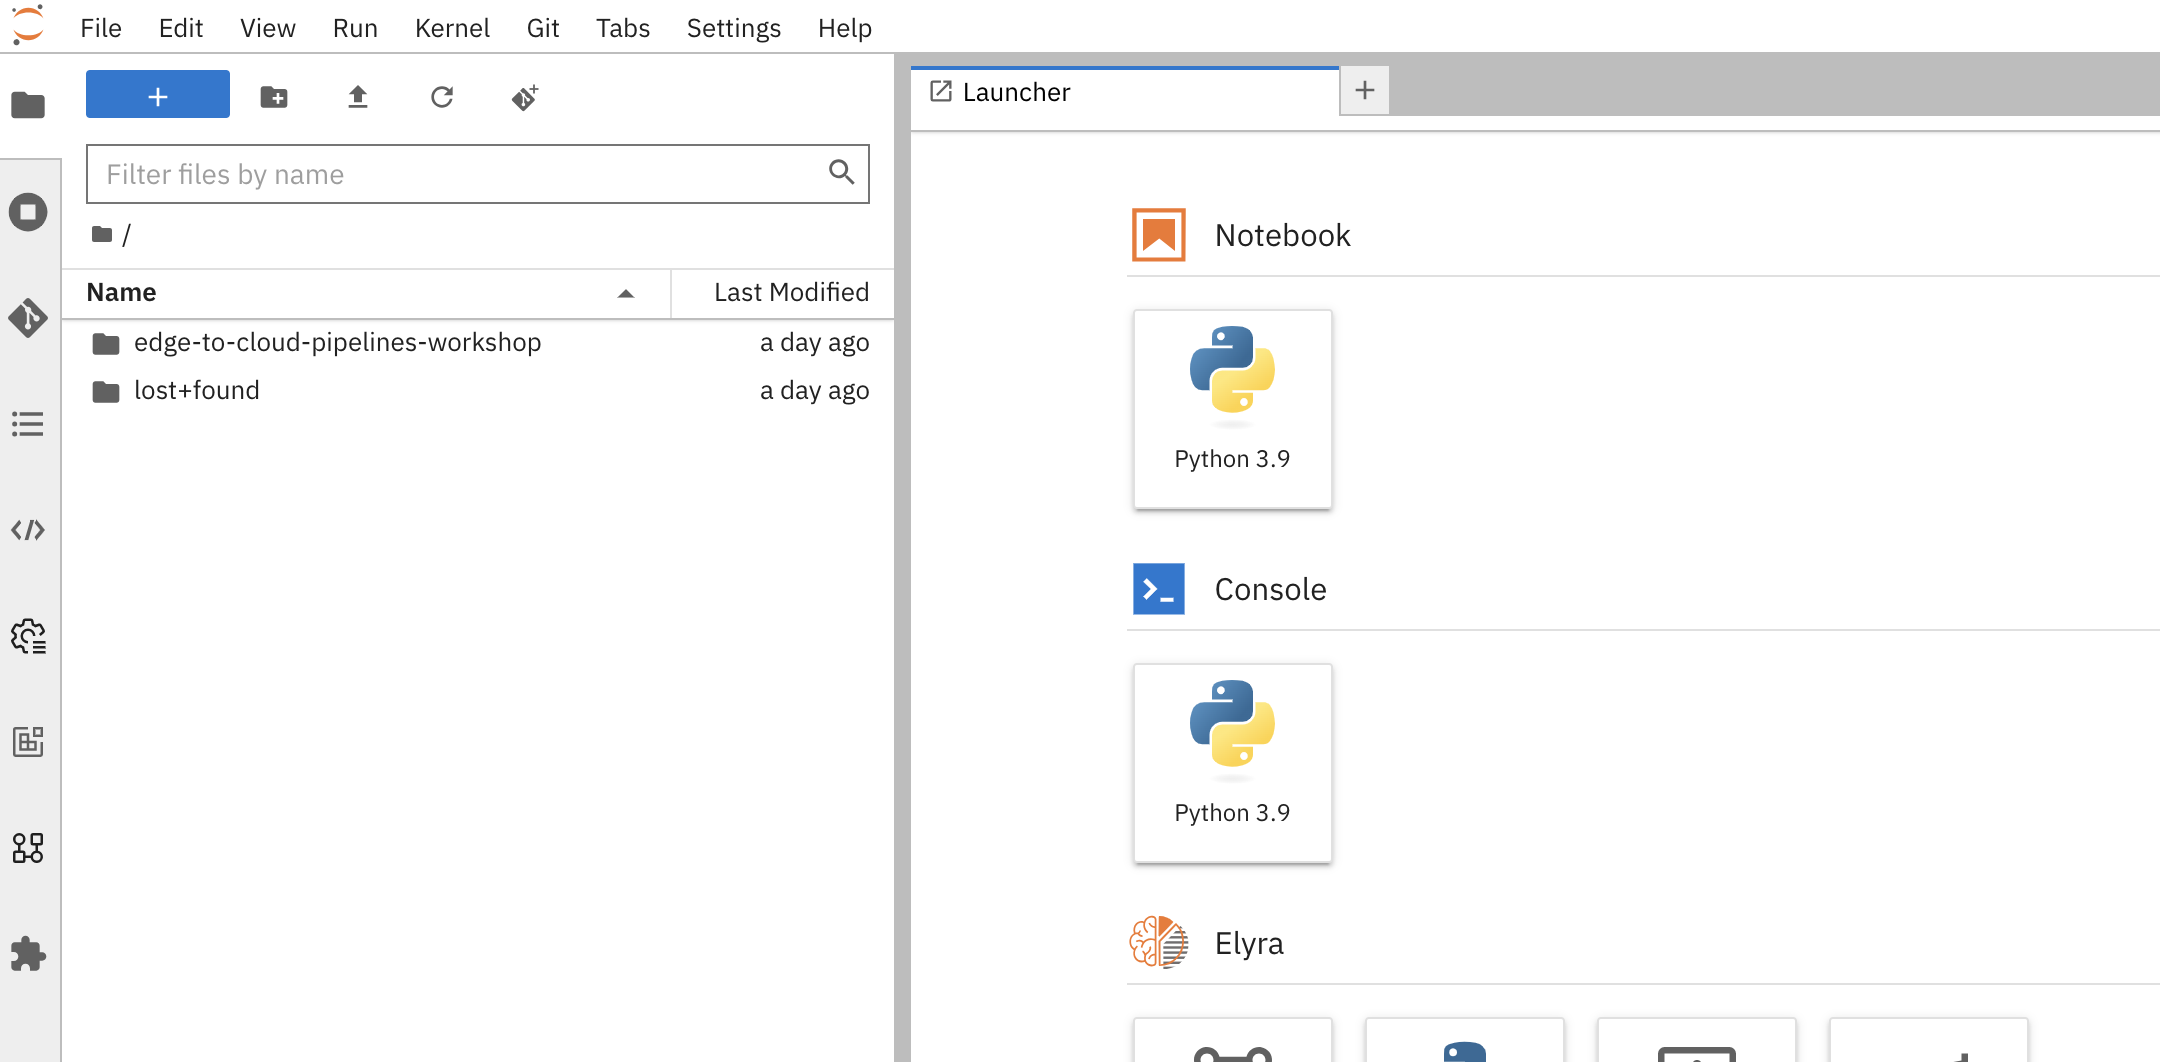 File Edit View Run Kernel Git Tabs Settings Help
Launcher
Filter files by name
/
Name Last Modified
edge-to-cloud-pipelines-workshop a day ago
lost+found a day ago
Notebook
Python 3.9
Console
Python 3.9
Elyra